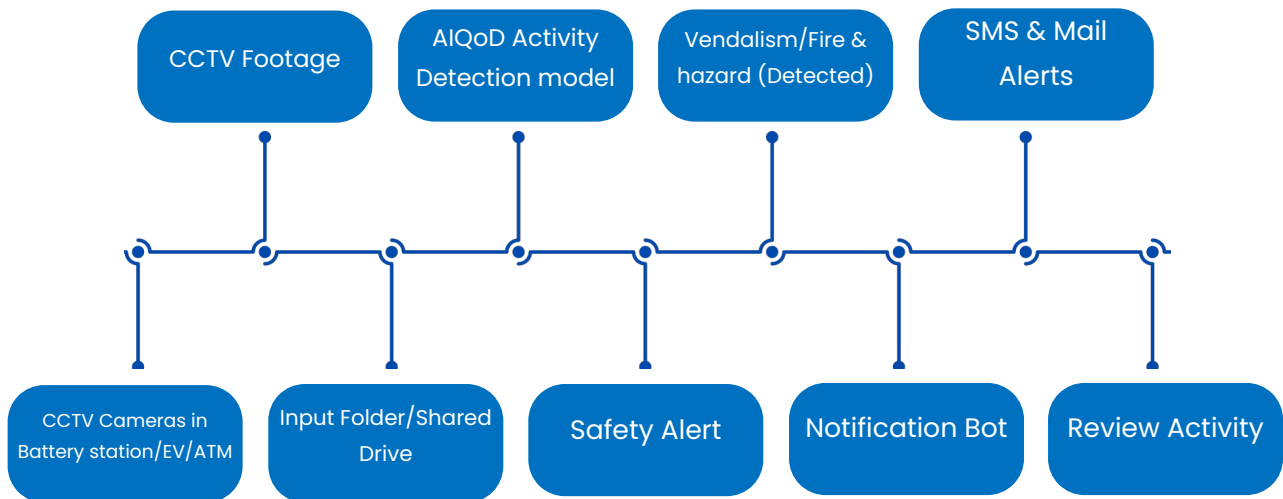 CCTV Footage
AIQoD Activity
Detection model
Vendalism/Fire &
hazard (Detected)
SMS & Mail
Alerts
CCTV Cameras in
Battery station/EV/ATM
Input Folder/Shared
Drive
Safety Alert
Notification Bot
Review Activity